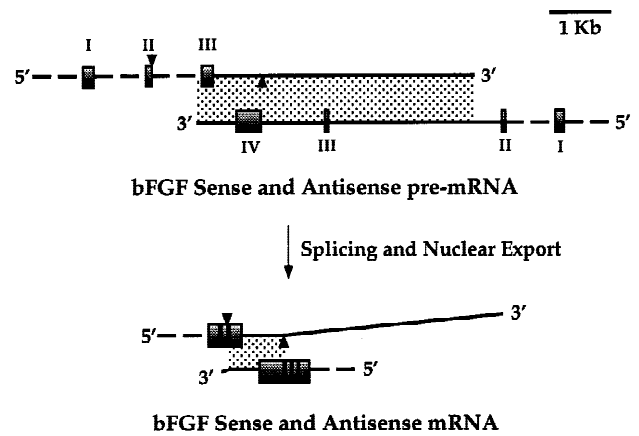 1 Kb
I II III
5′ 3′
3′ 5′
IV III II I
bFGF Sense and Antisense pre-mRNA
Splicing and Nuclear Export
5′ 3′
3′ 5′
bFGF Sense and Antisense mRNA